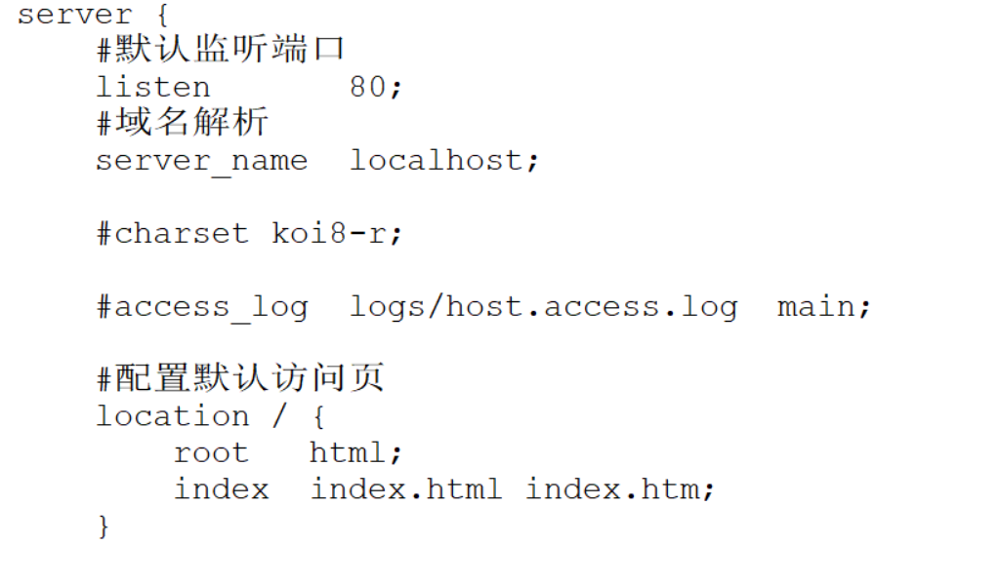 server {
    #默认监听端口
    listen       80;
    #域名解析
    server_name  localhost;
    #charset koi8-r;
    #access_log  logs/host.access.log  main;
    #配置默认访问页
    location / {
        root   html;
        index  index.html index.htm;
    }